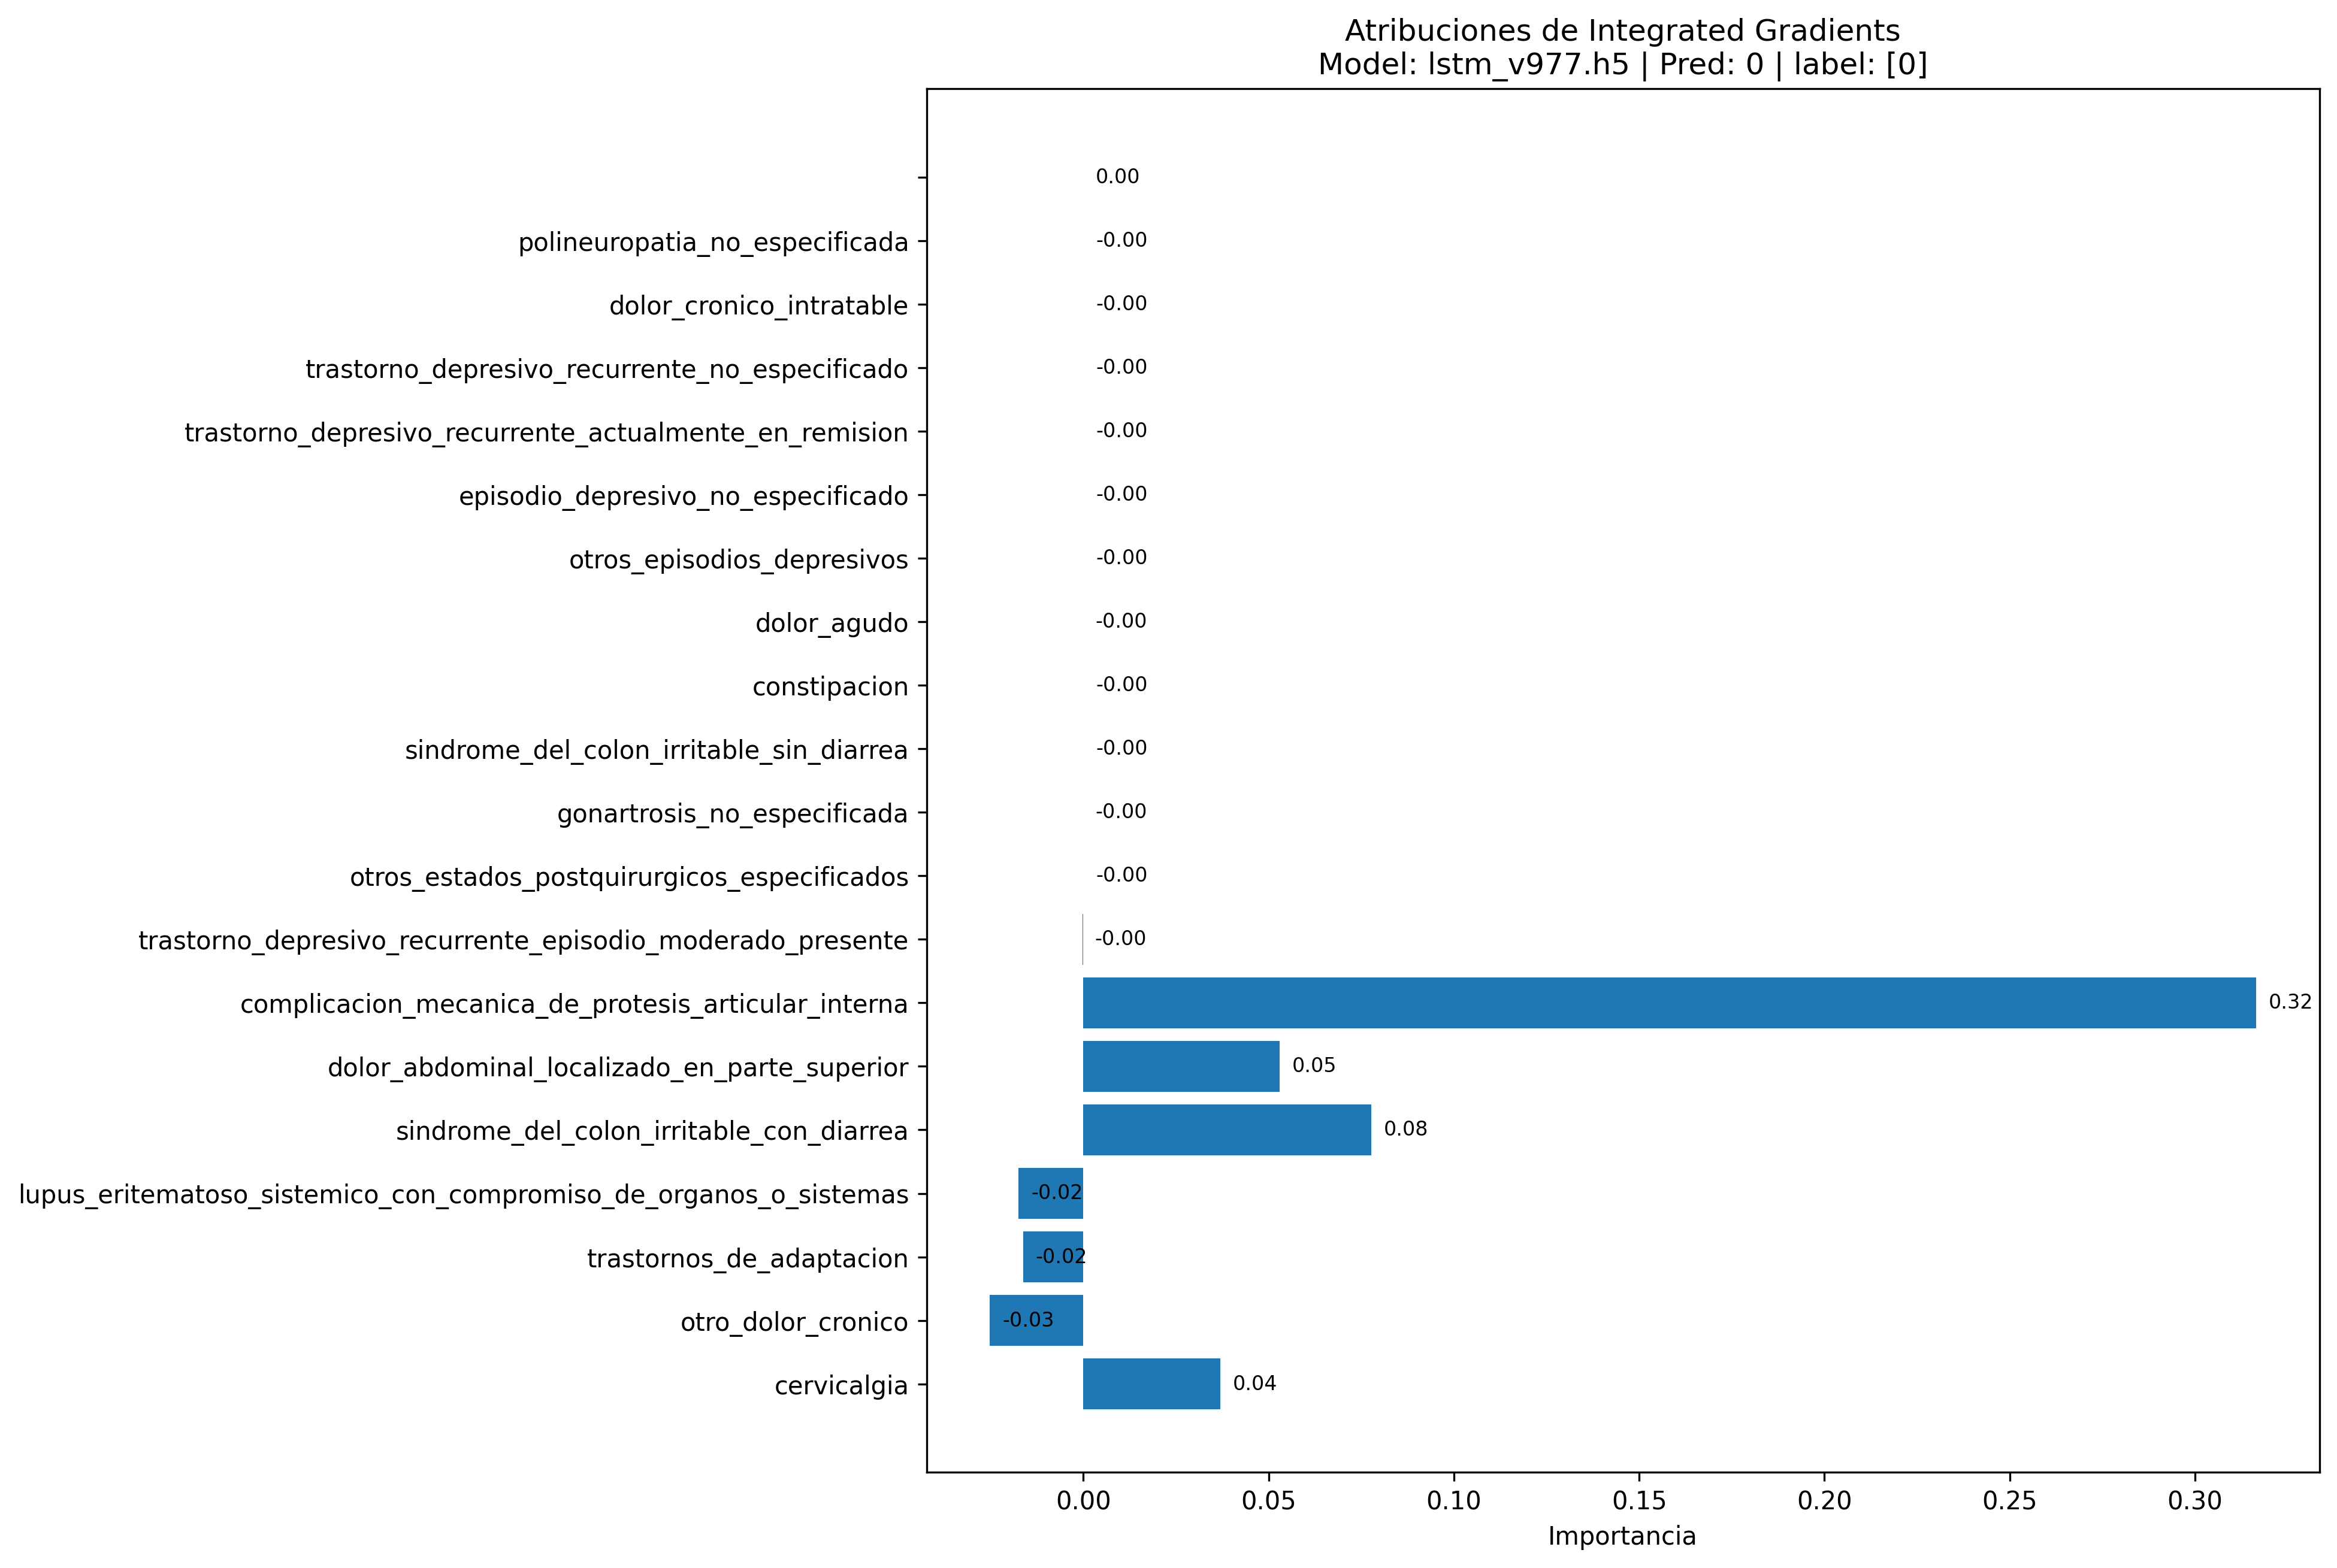 Atribuciones de Integrated Gradients
Model: lstm_v977.h5 | Pred: 0 | label: [0]
0.00
polineuropatia_no_especificada -0.00
dolor_cronico_intratable -0.00
trastorno_depresivo_recurrente_no_especificado -0.00
trastorno_depresivo_recurrente_actualmente_en_remision -0.00
episodio_depresivo_no_especificado -0.00
otros_episodios_depresivos -0.00
dolor_agudo -0.00
constipacion -0.00
sindrome_del_colon_irritable_sin_diarrea -0.00
gonartrosis_no_especificada -0.00
otros_estados_postquirurgicos_especificados -0.00
trastorno_depresivo_recurrente_episodio_moderado_presente -0.00
complicacion_mecanica_de_protesis_articular_interna 0.32
dolor_abdominal_localizado_en_parte_superior 0.05
sindrome_del_colon_irritable_con_diarrea 0.08
lupus_eritematoso_sistemico_con_compromiso_de_organos_o_sistemas -0.02
trastornos_de_adaptacion -0.02
otro_dolor_cronico -0.03
cervicalgia 0.04
0.00 0.05 0.10 0.15 0.20 0.25 0.30
Importancia